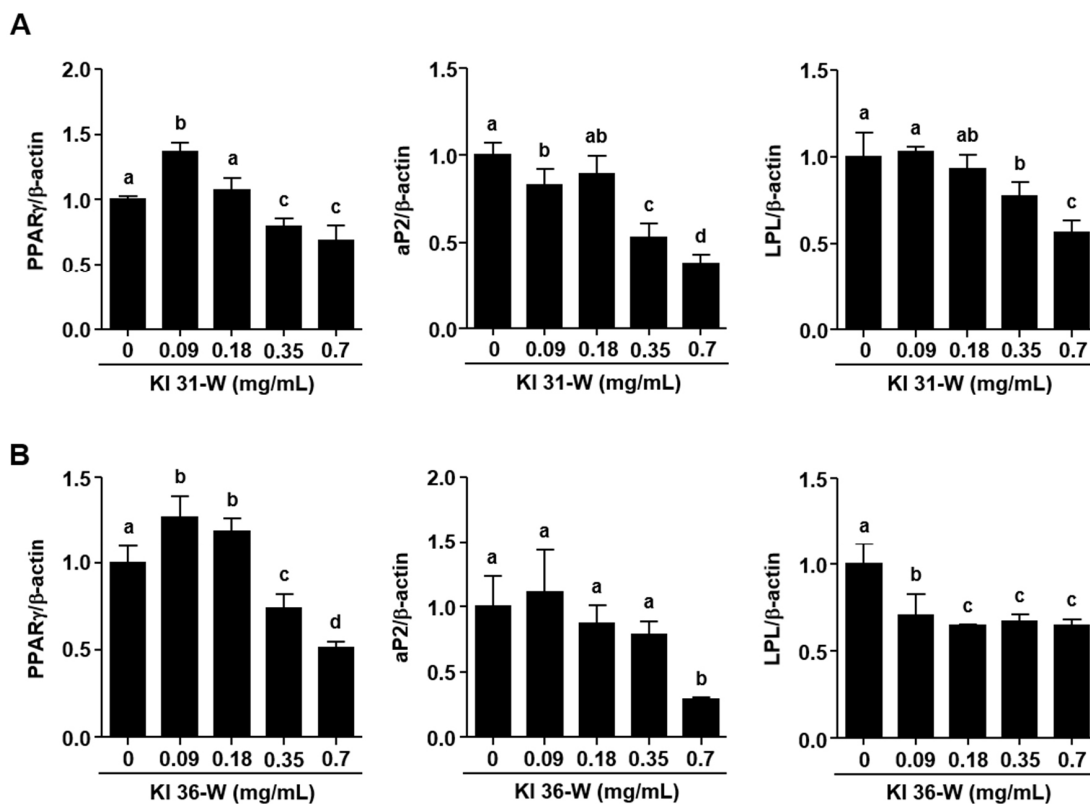 A
PPARγ/β-actin
2.0
1.5
1.0
0.5
0.0
a
b
a
c
c
0 0.09 0.18 0.35 0.7
KI 31-W (mg/mL)
aP2/β-actin
1.5
1.0
0.5
0.0
a
b
ab
c
d
0 0.09 0.18 0.35 0.7
KI 31-W (mg/mL)
LPL/β-actin
1.5
1.0
0.5
0.0
a
a
ab
b
c
0 0.09 0.18 0.35 0.7
KI 31-W (mg/mL)
B
PPARγ/β-actin
1.5
1.0
0.5
0.0
a
b
b
c
d
0 0.09 0.18 0.35 0.7
KI 36-W (mg/mL)
aP2/β-actin
2.0
1.5
1.0
0.5
0.0
a
a
a
a
b
0 0.09 0.18 0.35 0.7
KI 36-W (mg/mL)
LPL/β-actin
1.5
1.0
0.5
0.0
a
b
c
c
c
0 0.09 0.18 0.35 0.7
KI 36-W (mg/mL)